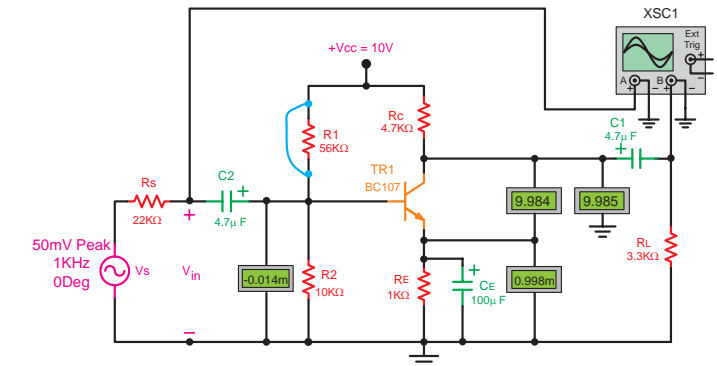 XSC1
Ext
Trig
+
−
A
B
+
−
+
−
+Vcc = 10V
Rc
4.7KΩ
R1
56KΩ
C1
4.7µ F
+
TR1
BC107
Rs
22KΩ
C2
+
4.7µ F
9.984
9.985
50mV Peak
1KHz
0Deg
Vs
+
Vin
−
-0.014m
R2
10KΩ
RE
1KΩ
+
CE
100µ F
0.998m
RL
3.3KΩ